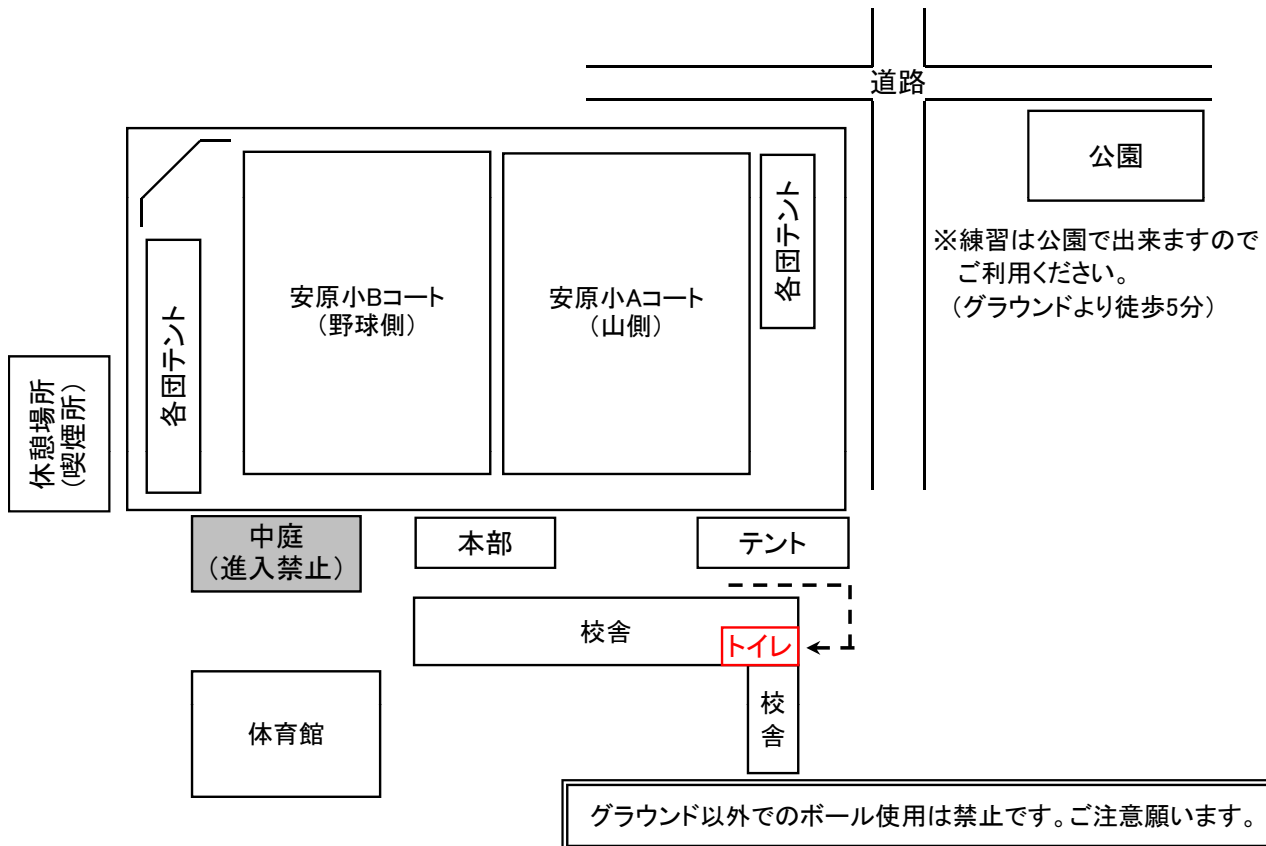 道路
公園
※練習は公園で出来ますので
ご利用ください。
（グラウンドより徒歩5分）
各団テント
安原小Bコート
（野球側）
安原小Aコート
（山側）
各団テント
休憩場所
(喫煙所)
中庭
（進入禁止）
本部
テント
校舎
トイレ
校舎
体育館
グラウンド以外でのボール使用は禁止です。ご注意願います。